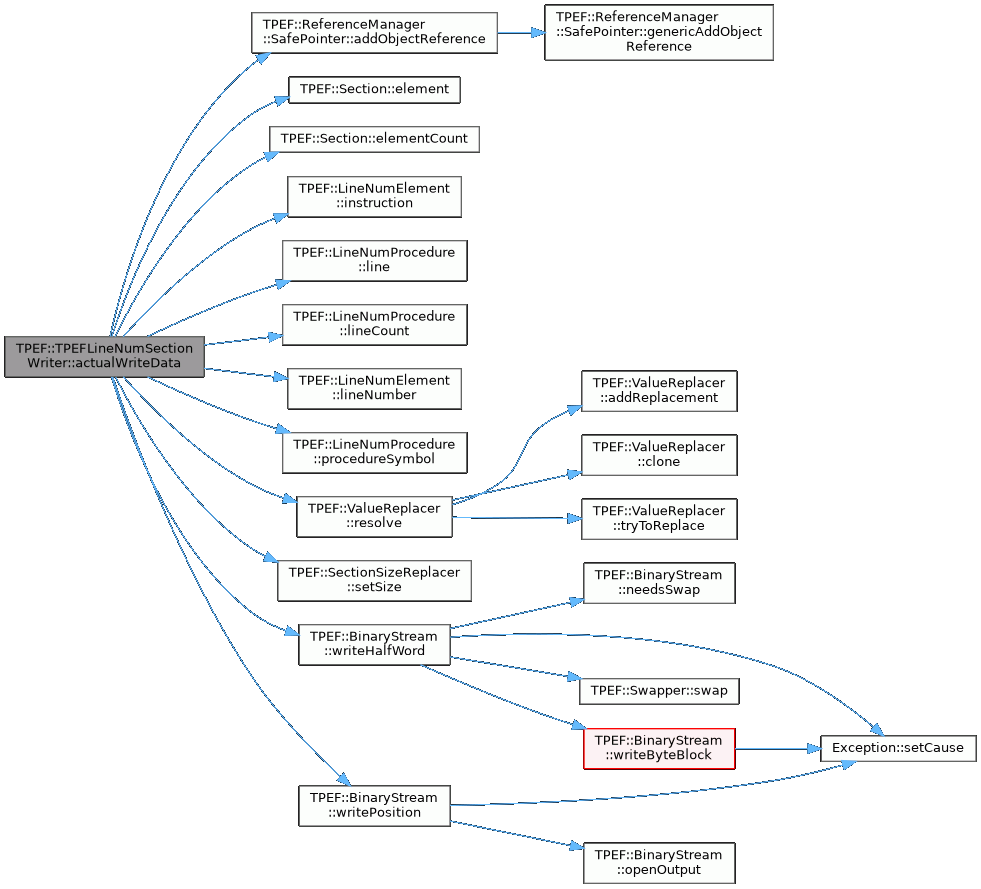 TPEF::ReferenceManager
::SafePointer::addObjectReference
TPEF::ReferenceManager
::SafePointer::genericAddObject
Reference
TPEF::Section::element
TPEF::Section::elementCount
TPEF::LineNumElement
::instruction
TPEF::LineNumProcedure
::line
TPEF::LineNumProcedure
::lineCount
TPEF::TPEFLineNumSection
Writer::actualWriteData
TPEF::LineNumElement
::lineNumber
TPEF::ValueReplacer
::addReplacement
TPEF::LineNumProcedure
::procedureSymbol
TPEF::ValueReplacer
::clone
TPEF::ValueReplacer
::resolve
TPEF::ValueReplacer
::tryToReplace
TPEF::SectionSizeReplacer
::setSize
TPEF::BinaryStream
::needsSwap
TPEF::BinaryStream
::writeHalfWord
TPEF::Swapper::swap
TPEF::BinaryStream
::writeByteBlock
Exception::setCause
TPEF::BinaryStream
::writePosition
TPEF::BinaryStream
::openOutput